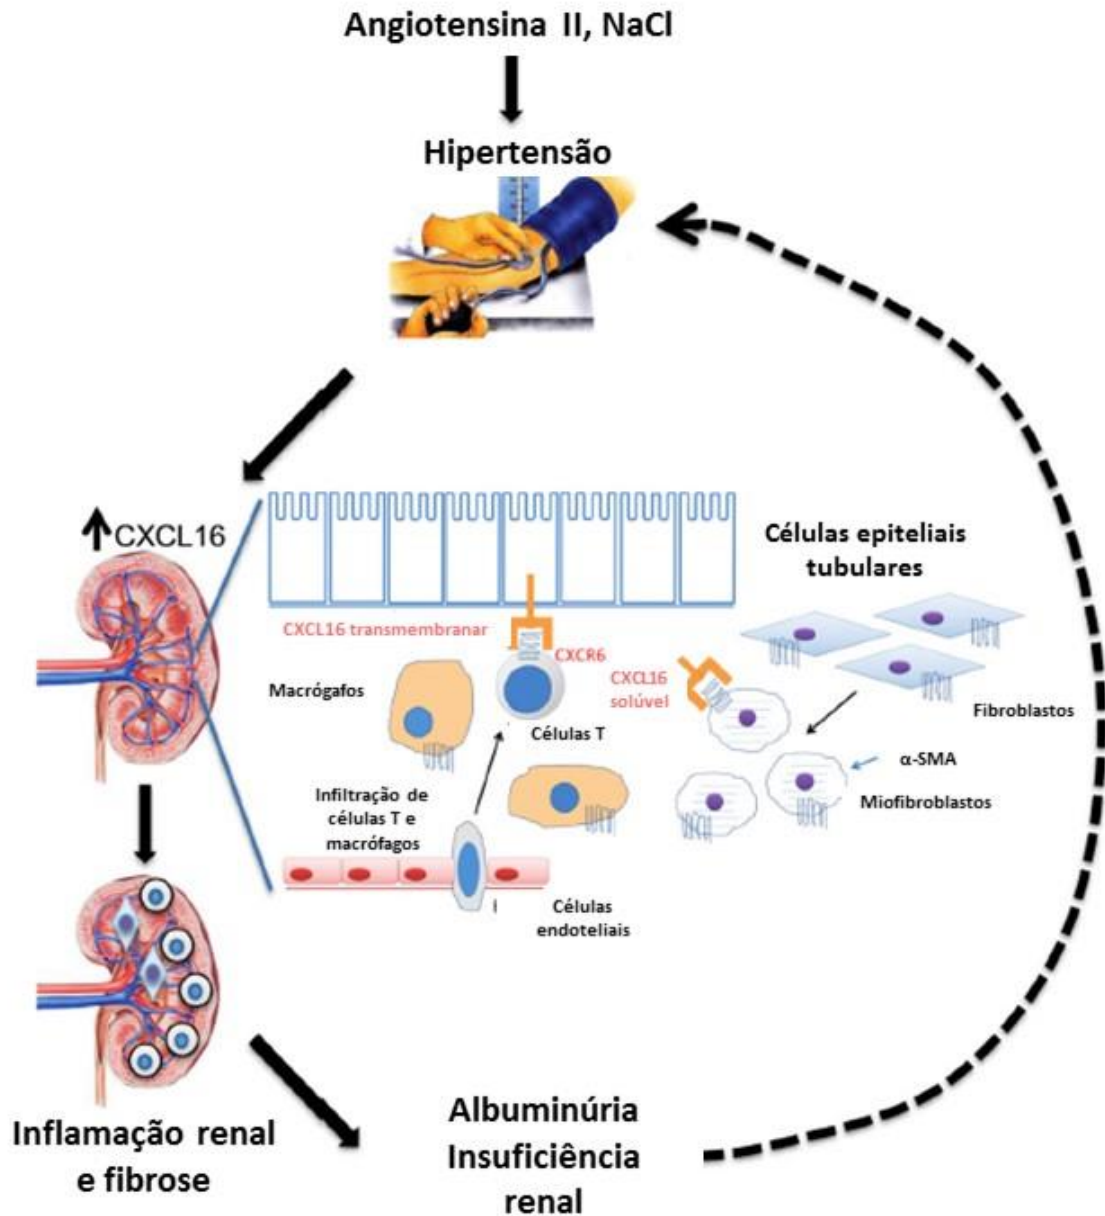 Angiotensina II, NaCl
Hipertensão
CXCL16
Células epiteliais
tubulares
CXCL16 transmembranar
CXCR6
CXCL16
solúvel
Macrógafos
Células T
Fibroblastos
α-SMA
Miofibroblastos
Infiltração de
células T e
macrófagos
Células
endoteliais
Inflamação renal
e fibrose
Albuminúria
Insuficiência
renal